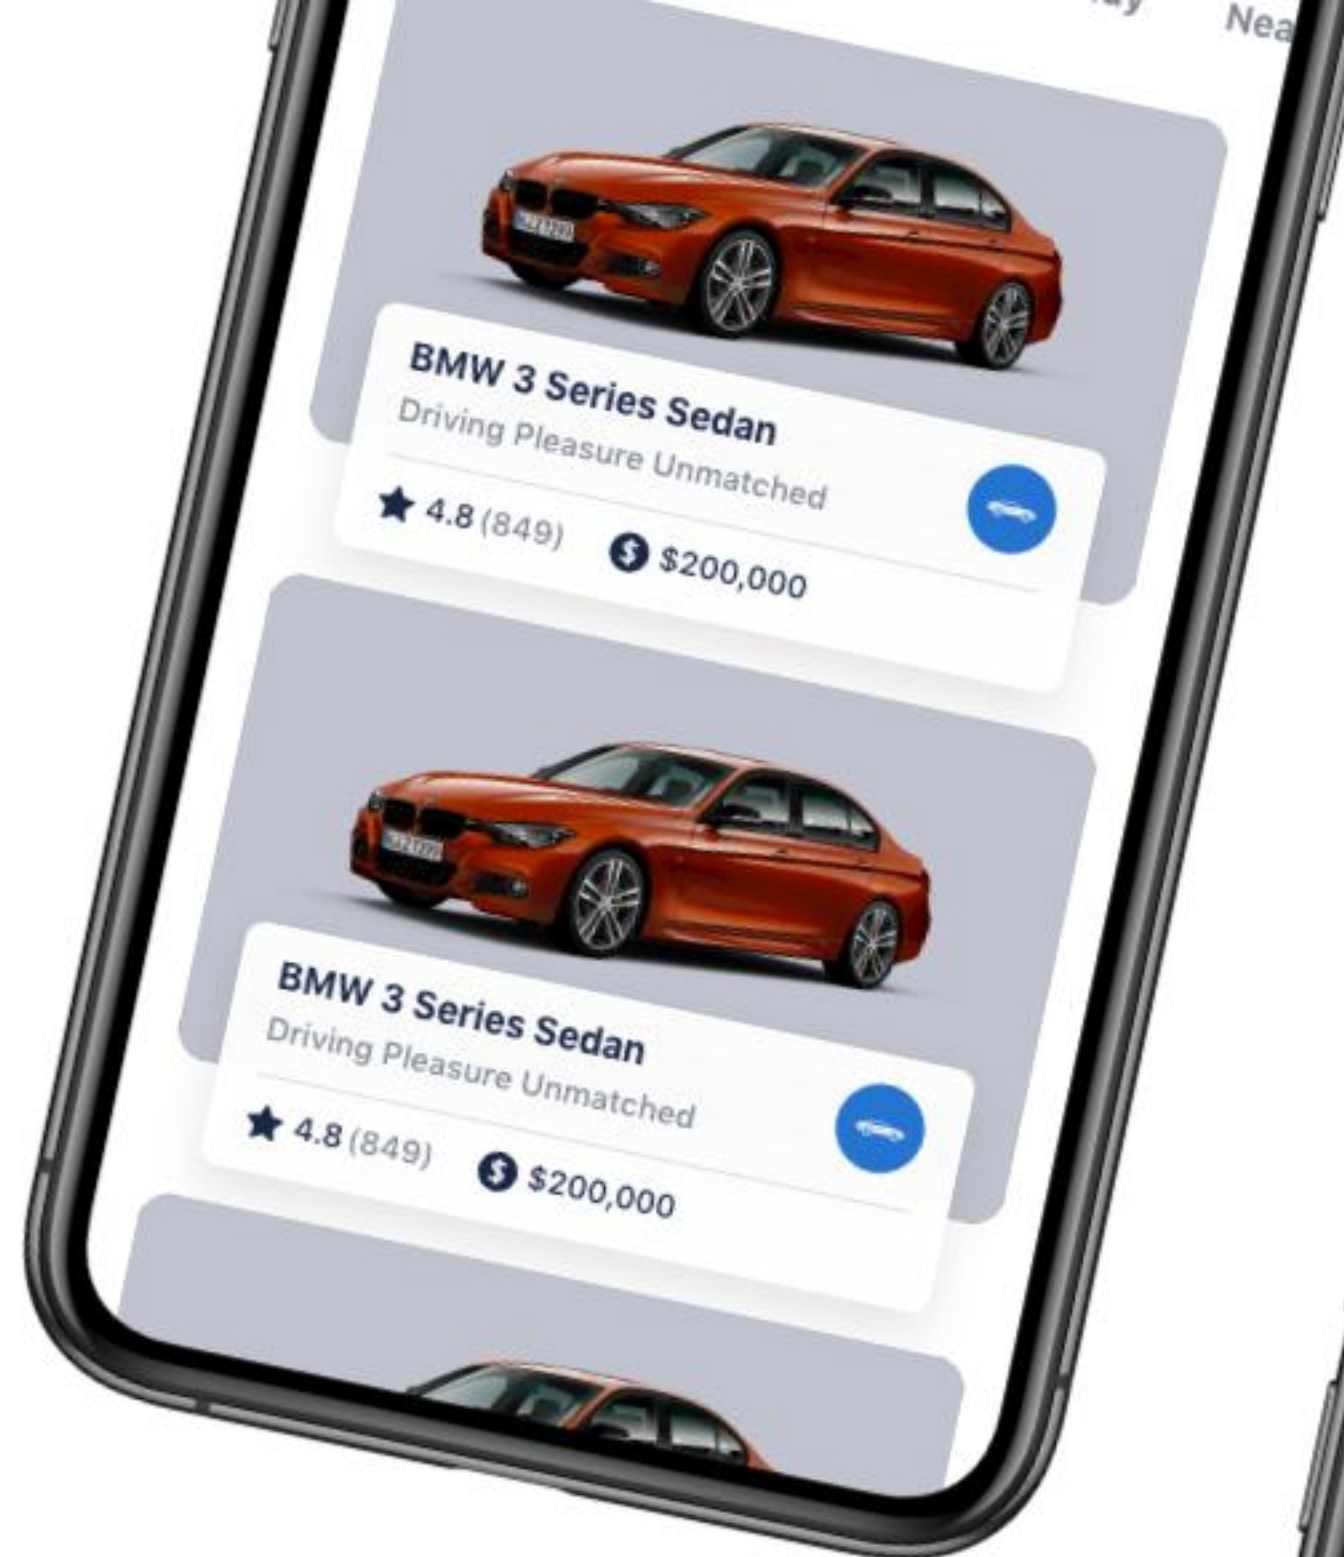 Nea
BMW 3 Series Sedan
Driving Pleasure Unmatched
4.8 (849) $200,000
BMW 3 Series Sedan
Driving Pleasure Unmatched
4.8 (849) $200,000